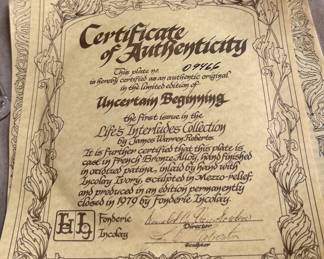 Certificate
of Authenticity
This plate no. 09466
is hereby certified as an authentic original
in the limited edition of
Uncertain Beginning
the first issue in the
Life's Interludes Collection
by James Warren Roberts
It is further certified that this plate is
cast in French Bronze Alloy, hand finished
in oxidized patina, inlaid by hand with
Incolay Ivory, sculpted in Mezzo-relief,
and produced in an edition permanently
closed in 1979 by Fonderie Incolay.
Fonderie
Incolay
Director
Sculptor